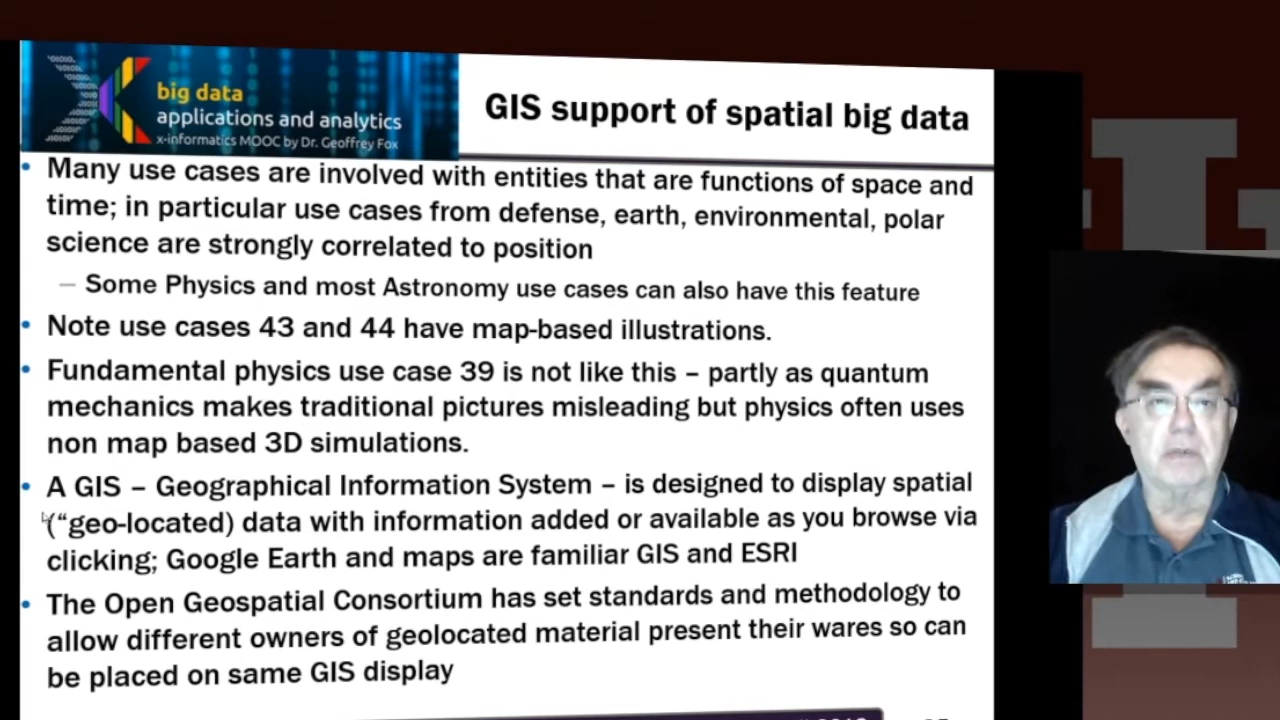 big data
applications and analytics
x-informatics MOOC by Dr. Geoffrey Fox
GIS support of spatial big data
• Many use cases are involved with entities that are functions of space and
time; in particular use cases from defense, earth, environmental, polar
science are strongly correlated to position
– Some Physics and most Astronomy use cases can also have this feature
• Note use cases 43 and 44 have map-based illustrations.
• Fundamental physics use case 39 is not like this – partly as quantum
mechanics makes traditional pictures misleading but physics often uses
non map based 3D simulations.
• A GIS – Geographical Information System – is designed to display spatial
(“geo-located) data with information added or available as you browse via
clicking; Google Earth and maps are familiar GIS and ESRI
• The Open Geospatial Consortium has set standards and methodology to
allow different owners of geolocated material present their wares so can
be placed on same GIS display